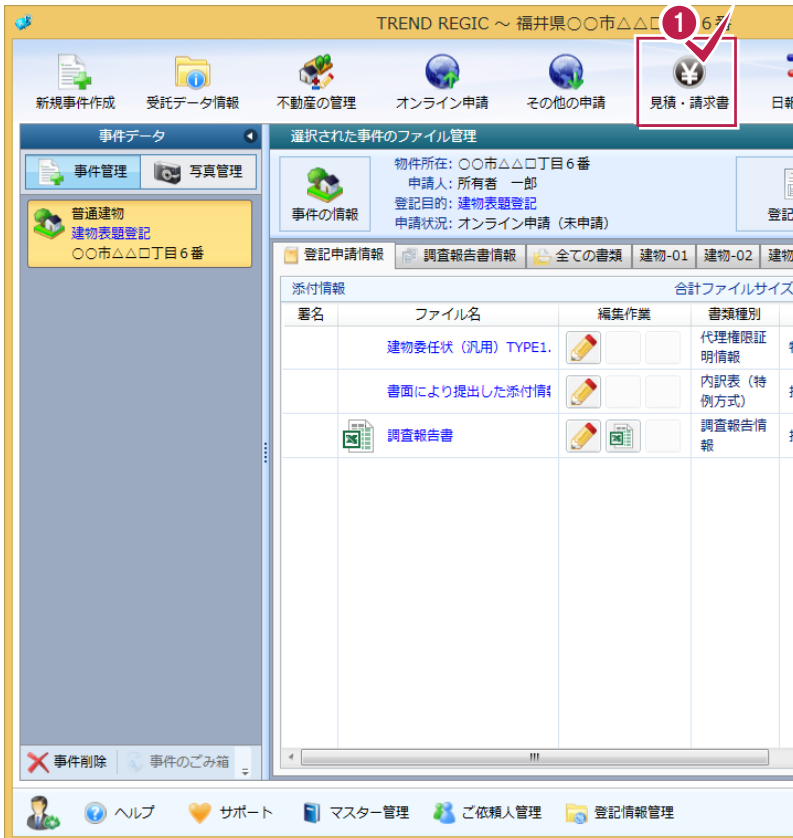 TREND REGIC ～ 福井県○○市△△□
6番
1
新規事件作成
受託データ情報
不動産の管理
オンライン申請
その他の申請
見積・請求書
日報
事件データ
選択された事件のファイル管理
事件管理
写真管理
普通建物
建物表題登記
○○市△△□丁目６番
事件の情報
物件所在: ○○市△△□丁目６番
申請人: 所有者　一郎
登記目的: 建物表題登記
申請状況: オンライン申請（未申請）
登記
登記申請情報
調査報告書情報
全ての書類
建物-01
建物-02
建物
添付情報
合計ファイルサイズ
署名
ファイル名
編集作業
書類種別
建物委任状（汎用）TYPE1.
代理権限証
明情報
書面により提出した添付情報
内訳表（特
例方式）
調査報告書
調査報告情
報
事件削除
事件のごみ箱
ヘルプ
サポート
マスター管理
ご依頼人管理
登記情報管理